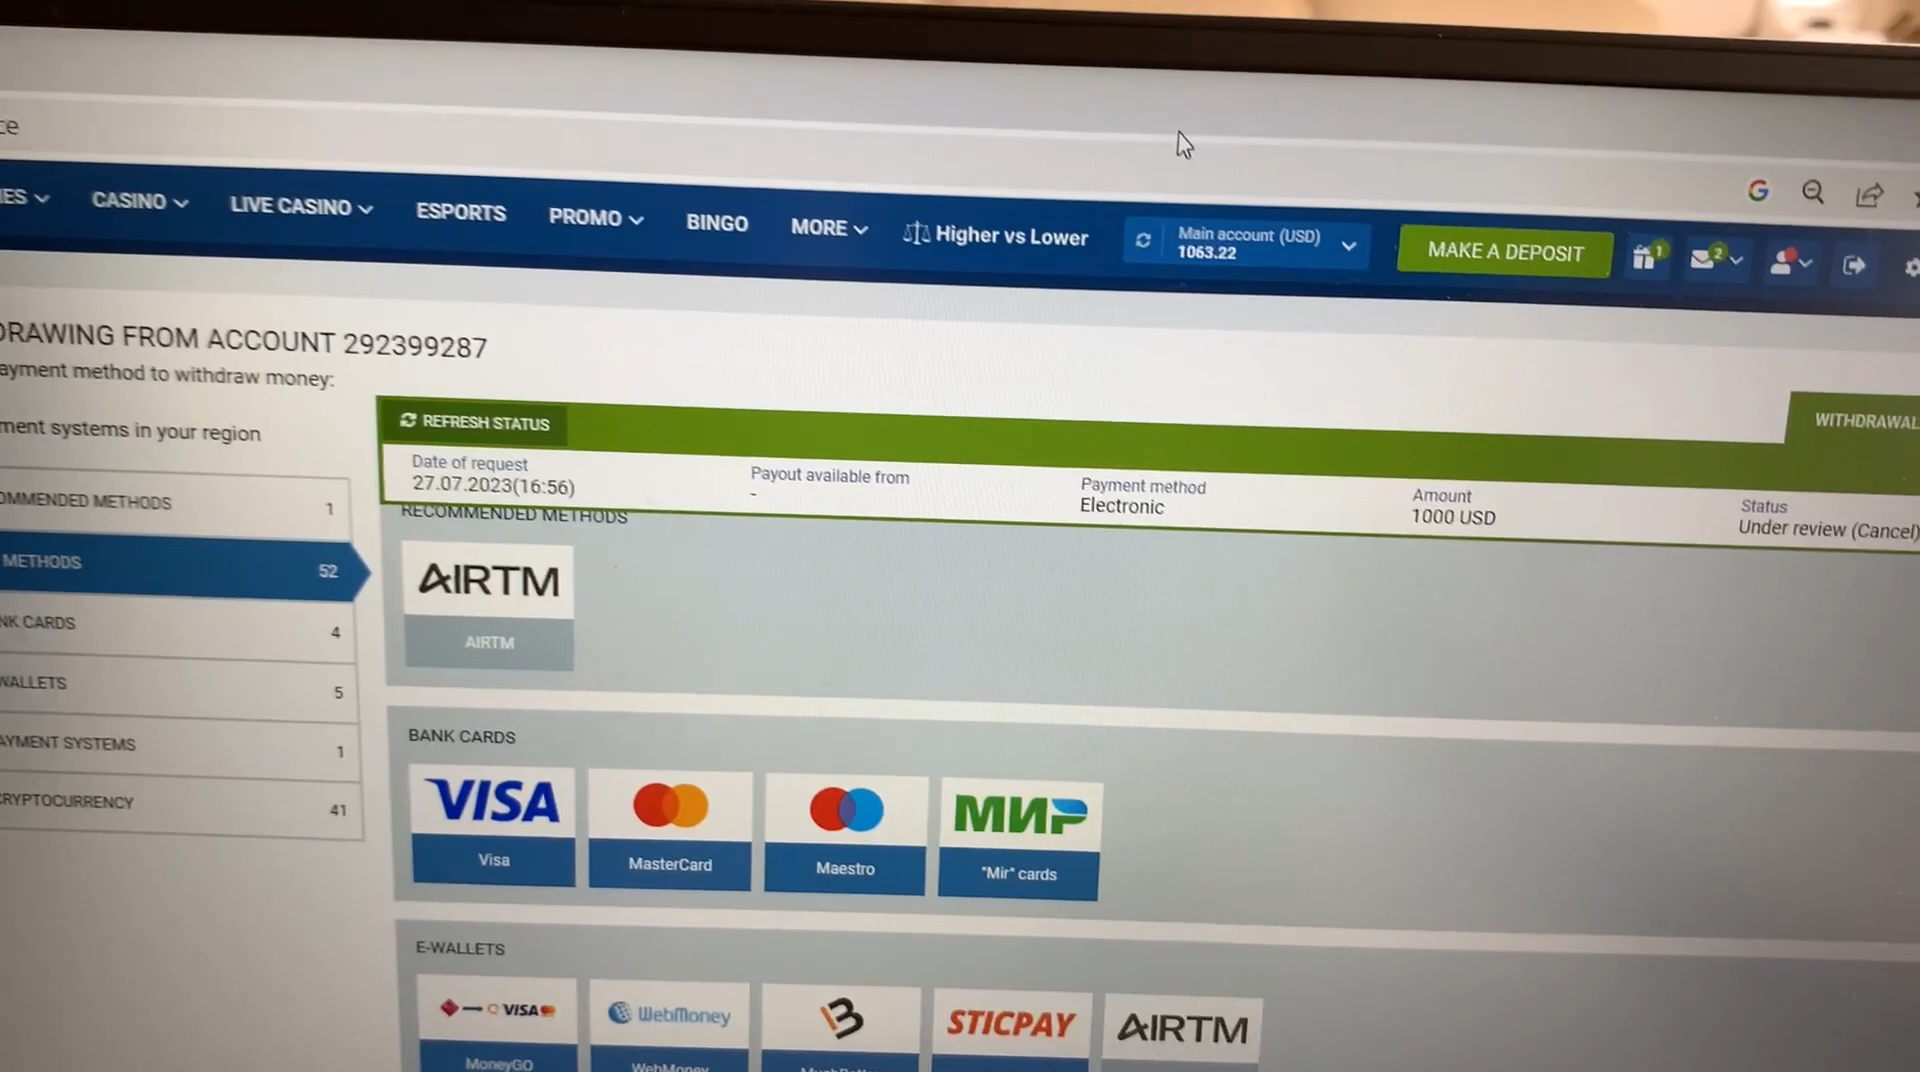 ce
ES
CASINO
LIVE CASINO
ESPORTS
PROMO
BINGO
MORE
Higher vs Lower
Main account (USD)
1063.22
MAKE A DEPOSIT
1
2
DRAWING FROM ACCOUNT 292399287
ayment method to withdraw money:
ment systems in your region
OMMENDED METHODS 1
METHODS 52
NK CARDS 4
WALLETS 5
AYMENT SYSTEMS 1
CRYPTOCURRENCY 41
WITHDRAWAL
REFRESH STATUS
Date of request
27.07.2023(16:56)
Payout available from
-
Payment method
Electronic
Amount
1000 USD
Status
Under review (Cancel)
RECOMMENDED METHODS
AIRTM
AIRTM
BANK CARDS
VISA
Visa
MasterCard
Maestro
МИР
"Mir" cards
E-WALLETS
VISA
MoneyGO
WebMoney
WebMoney
STICPAY
AIRTM